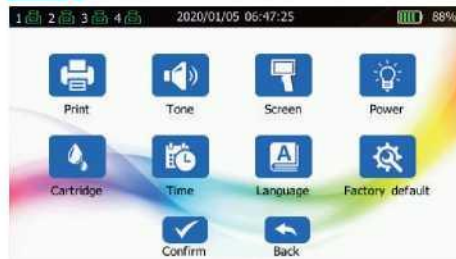 1 2 3 4 2020/01/05 06:47:25 88%
Print Tone Screen Power
A
Cartridge Time Language Factory default
Confirm Back